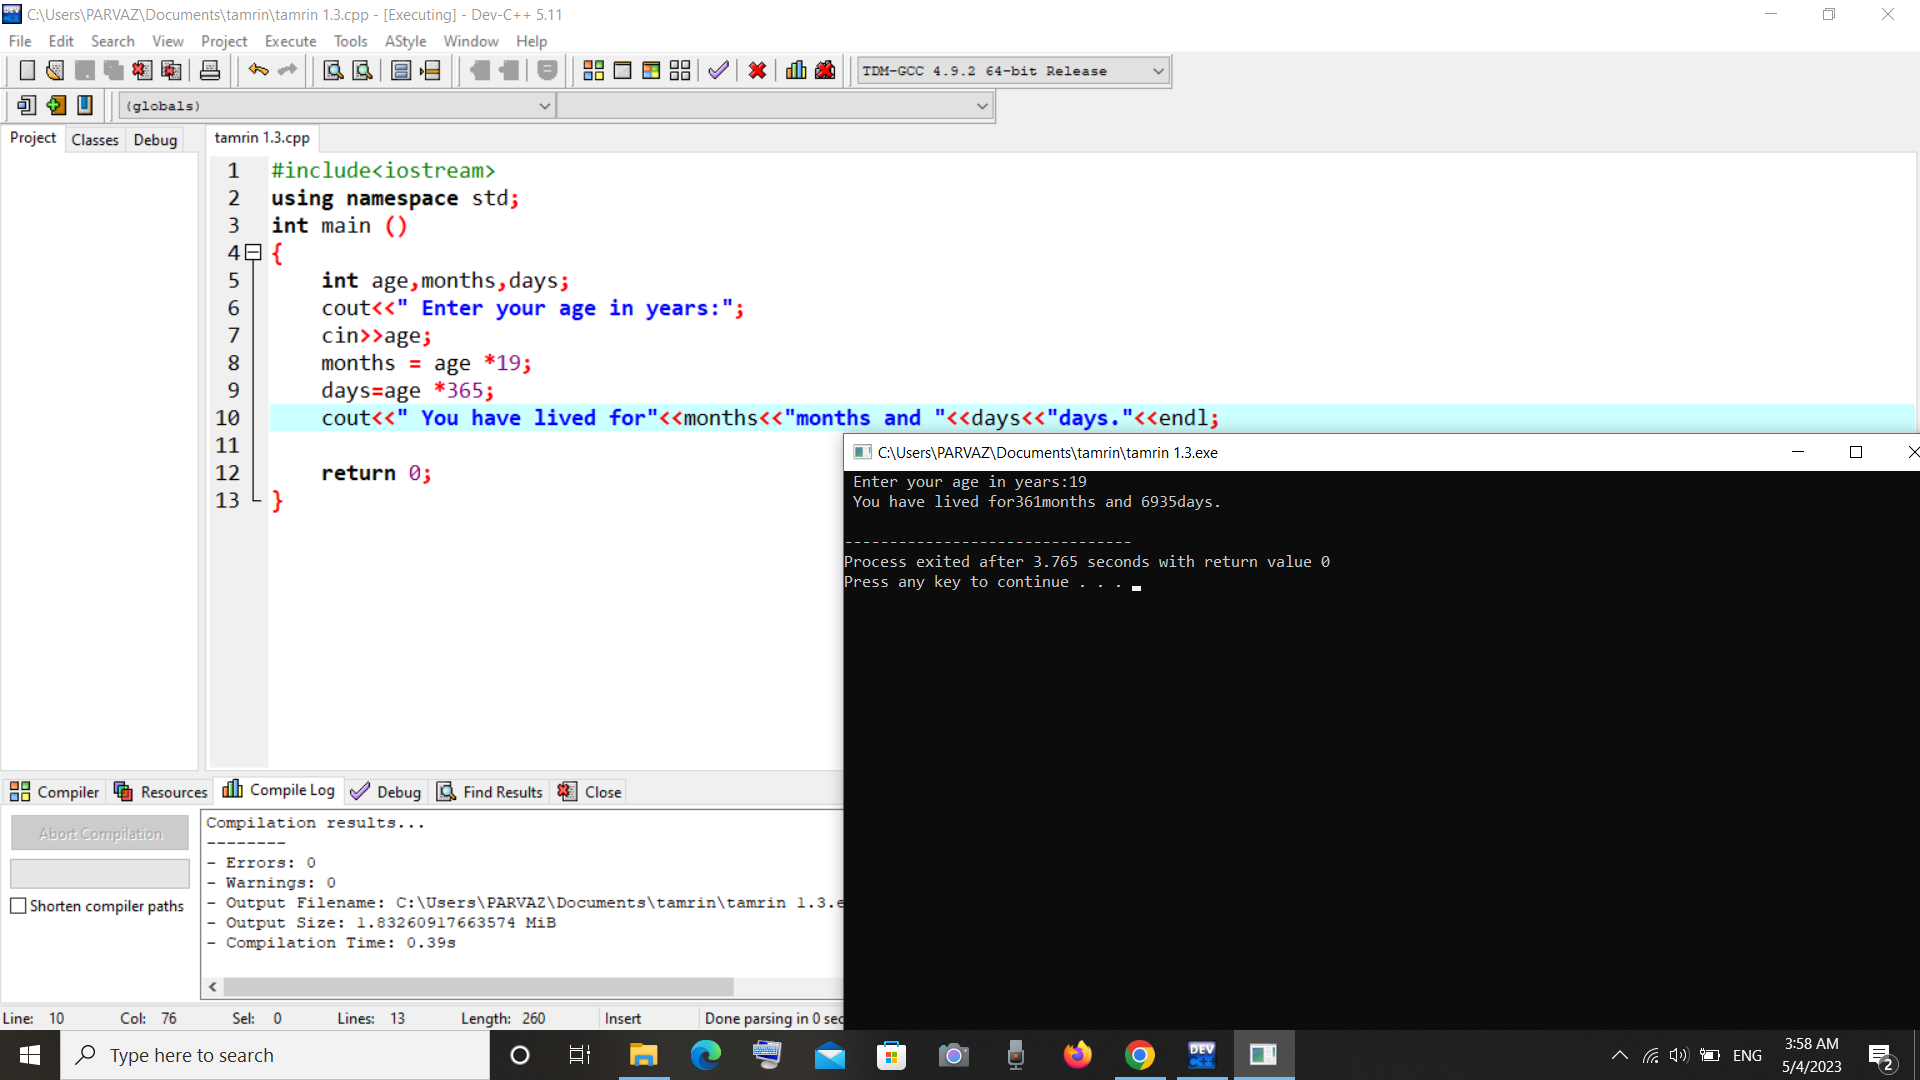 C:\Users\PARVAZ\Documents\tamrin\tamrin 1.3.cpp - [Executing] - Dev-C++ 5.11
File Edit Search View Project Execute Tools AStyle Window Help
TDM-GCC 4.9.2 64-bit Release
(globals)
Project Classes Debug
tamrin 1.3.cpp
1 #include<iostream>
2 using namespace std;
3 int main ()
4 {
5 int age,months,days;
6 cout<<" Enter your age in years:";
7 cin>>age;
8 months = age *19;
9 days=age *365;
10 cout<<" You have lived for"<<months<<"months and "<<days<<"days."<<endl;
11
12 return 0;
13 }
C:\Users\PARVAZ\Documents\tamrin\tamrin 1.3.exe
Enter your age in years:19
You have lived for361months and 6935days.
--------------------------------
Process exited after 3.765 seconds with return value 0
Press any key to continue . . .
Compiler Resources Compile Log Debug Find Results Close
Abort Compilation
Shorten compiler paths
Compilation results...
--------
- Errors: 0
- Warnings: 0
- Output Filename: C:\Users\PARVAZ\Documents\tamrin\tamrin 1.3.e
- Output Size: 1.83260917663574 MiB
- Compilation Time: 0.39s
Line: 10 Col: 76 Sel: 0 Lines: 13 Length: 260 Insert Done parsing in 0 sec
Type here to search
DEV
ENG
3:58 AM
5/4/2023
2